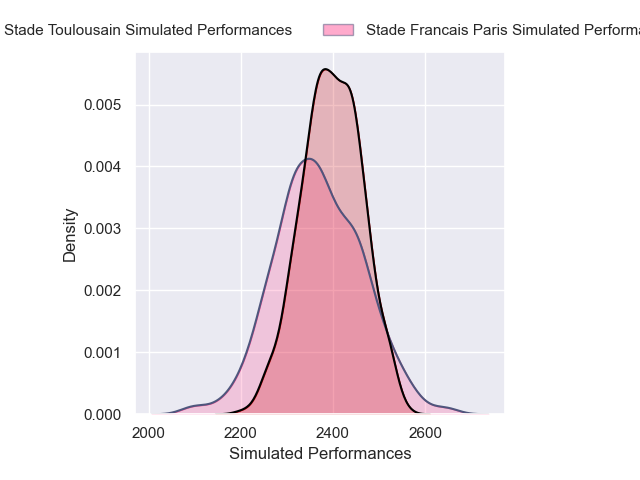 Stade Toulousain Simulated Performances Stade Francais Paris Simulated
0.005
0.004
0.003
0.002
0.001
0.000
Density
2000 2200 2400 2600
Simulated Performances